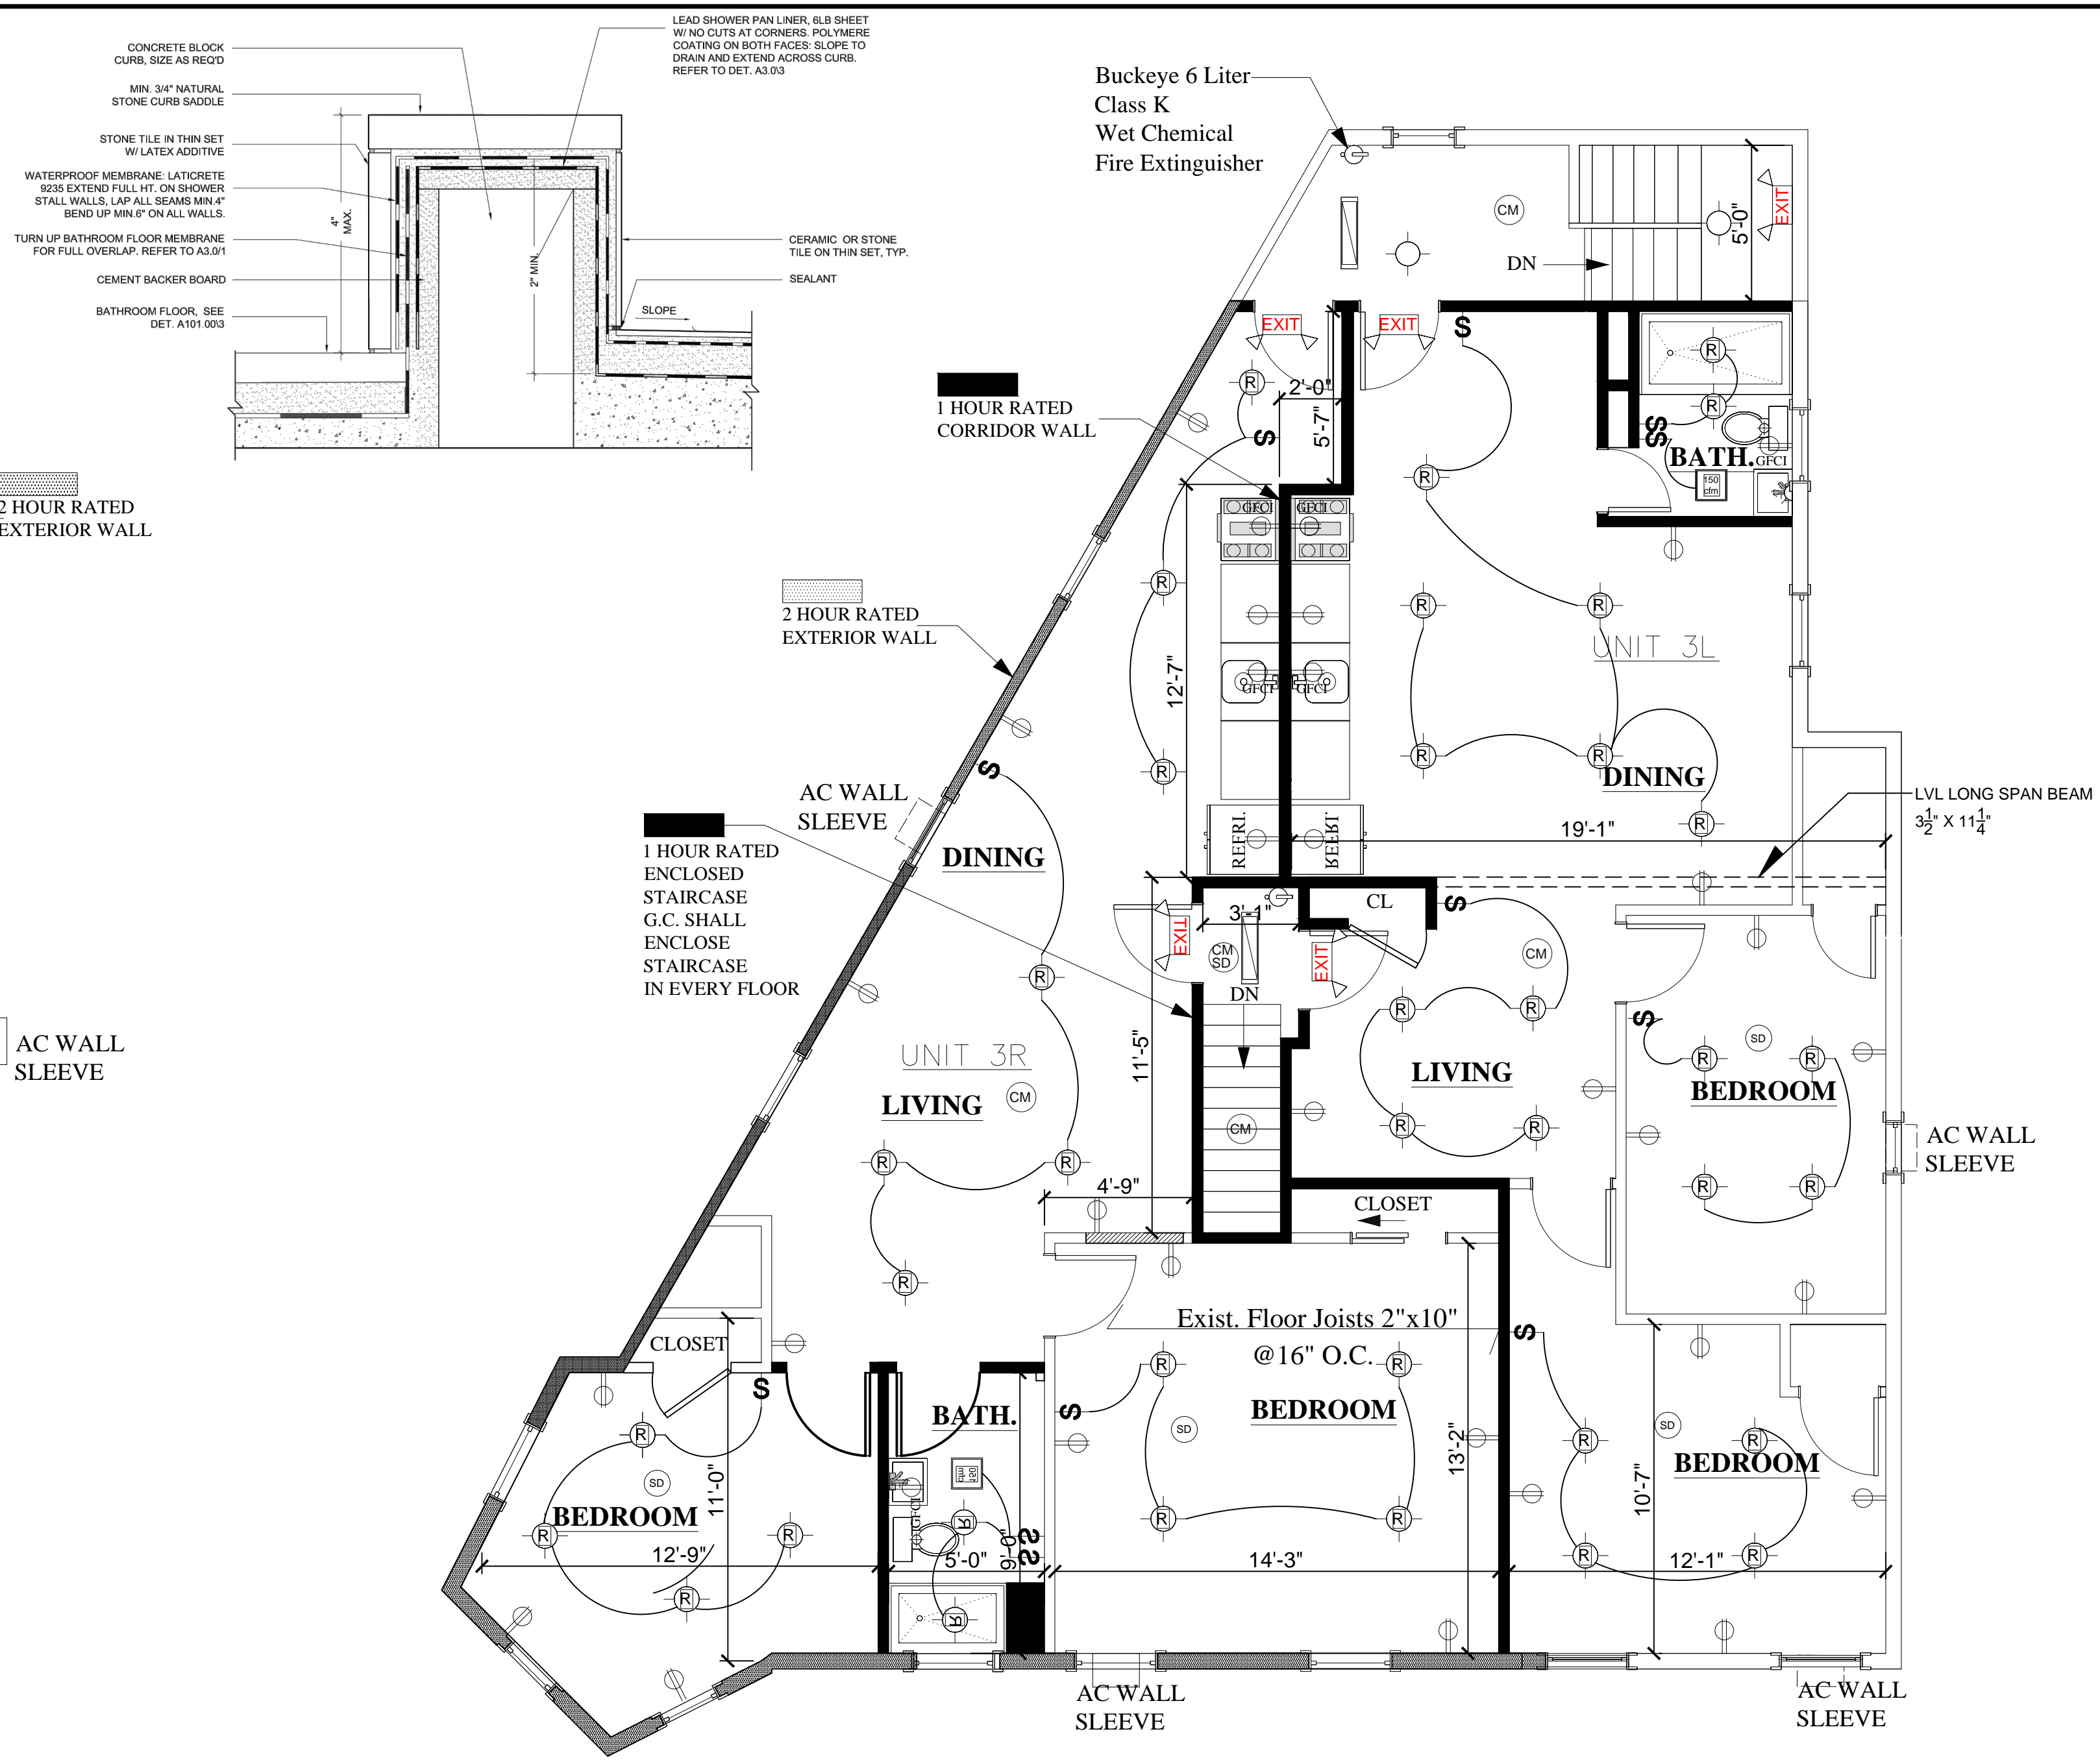 CONCRETE BLOCK
CURB, SIZE AS REQ'D
MIN. 3/4" NATURAL
STONE CURB SADDLE
STONE TILE IN THIN SET
W/ LATEX ADDITIVE
WATERPROOF MEMBRANE: LATICRETE
9235 EXTEND FULL HT. ON SHOWER
STALL WALLS, LAP ALL SEAMS MIN.4"
BEND UP MIN.6" ON ALL WALLS.
TURN UP BATHROOM FLOOR MEMBRANE
FOR FULL OVERLAP. REFER TO A3.0/1
CEMENT BACKER BOARD
BATHROOM FLOOR, SEE
DET. A101.00\3
4"
MAX.
2" MIN.
LEAD SHOWER PAN LINER, 6LB SHEET
W/ NO CUTS AT CORNERS. POLYMERE
COATING ON BOTH FACES: SLOPE TO
DRAIN AND EXTEND ACROSS CURB.
REFER TO DET. A3.0\3
CERAMIC OR STONE
TILE ON THIN SET, TYP.
SEALANT
SLOPE
2 HOUR RATED
EXTERIOR WALL
AC WALL
SLEEVE
Buckeye 6 Liter
Class K
Wet Chemical
Fire Extinguisher
CM
DN
5'-0"
EXIT
EXIT
EXIT
S
R
R
2'-0"
5'-7"
S
1 HOUR RATED
CORRIDOR WALL
R
SS
BATH.
GFCI
R
150
cfm
GFCI
GFCI
2 HOUR RATED
EXTERIOR WALL
R
R
R
UNIT 3L
12'-7"
GFCI
GFCI
R
R
R
DINING
S
AC WALL
SLEEVE
R
19'-1"
LVL LONG SPAN BEAM
3 1/2" X 11 1/4"
REFRI.
REFRI.
DINING
1 HOUR RATED
ENCLOSED
STAIRCASE
G.C. SHALL
ENCLOSE
STAIRCASE
IN EVERY FLOOR
3'-1"
CL
S
EXIT
CM
SD
EXIT
CM
DN
R
R
R
S
SD
11'-5"
UNIT 3R
LIVING
CM
CM
LIVING
R
R
BEDROOM
R
R
R
R
AC WALL
SLEEVE
R
R
4'-9"
R
R
CLOSET
R
Exist. Floor Joists 2"x10"
@16" O.C.
S
CLOSET
S
R
R
BATH.
S
BEDROOM
SD
13'-2"
R
SD
11'-0"
BEDROOM
R
R
R
150
cfm
GFCI
R
SS
9'-0"
R
R
SD
R
R
BEDROOM
10'-7"
R
R
12'-9"
5'-0"
14'-3"
12'-1"
R
AC WALL
SLEEVE
AC WALL
SLEEVE